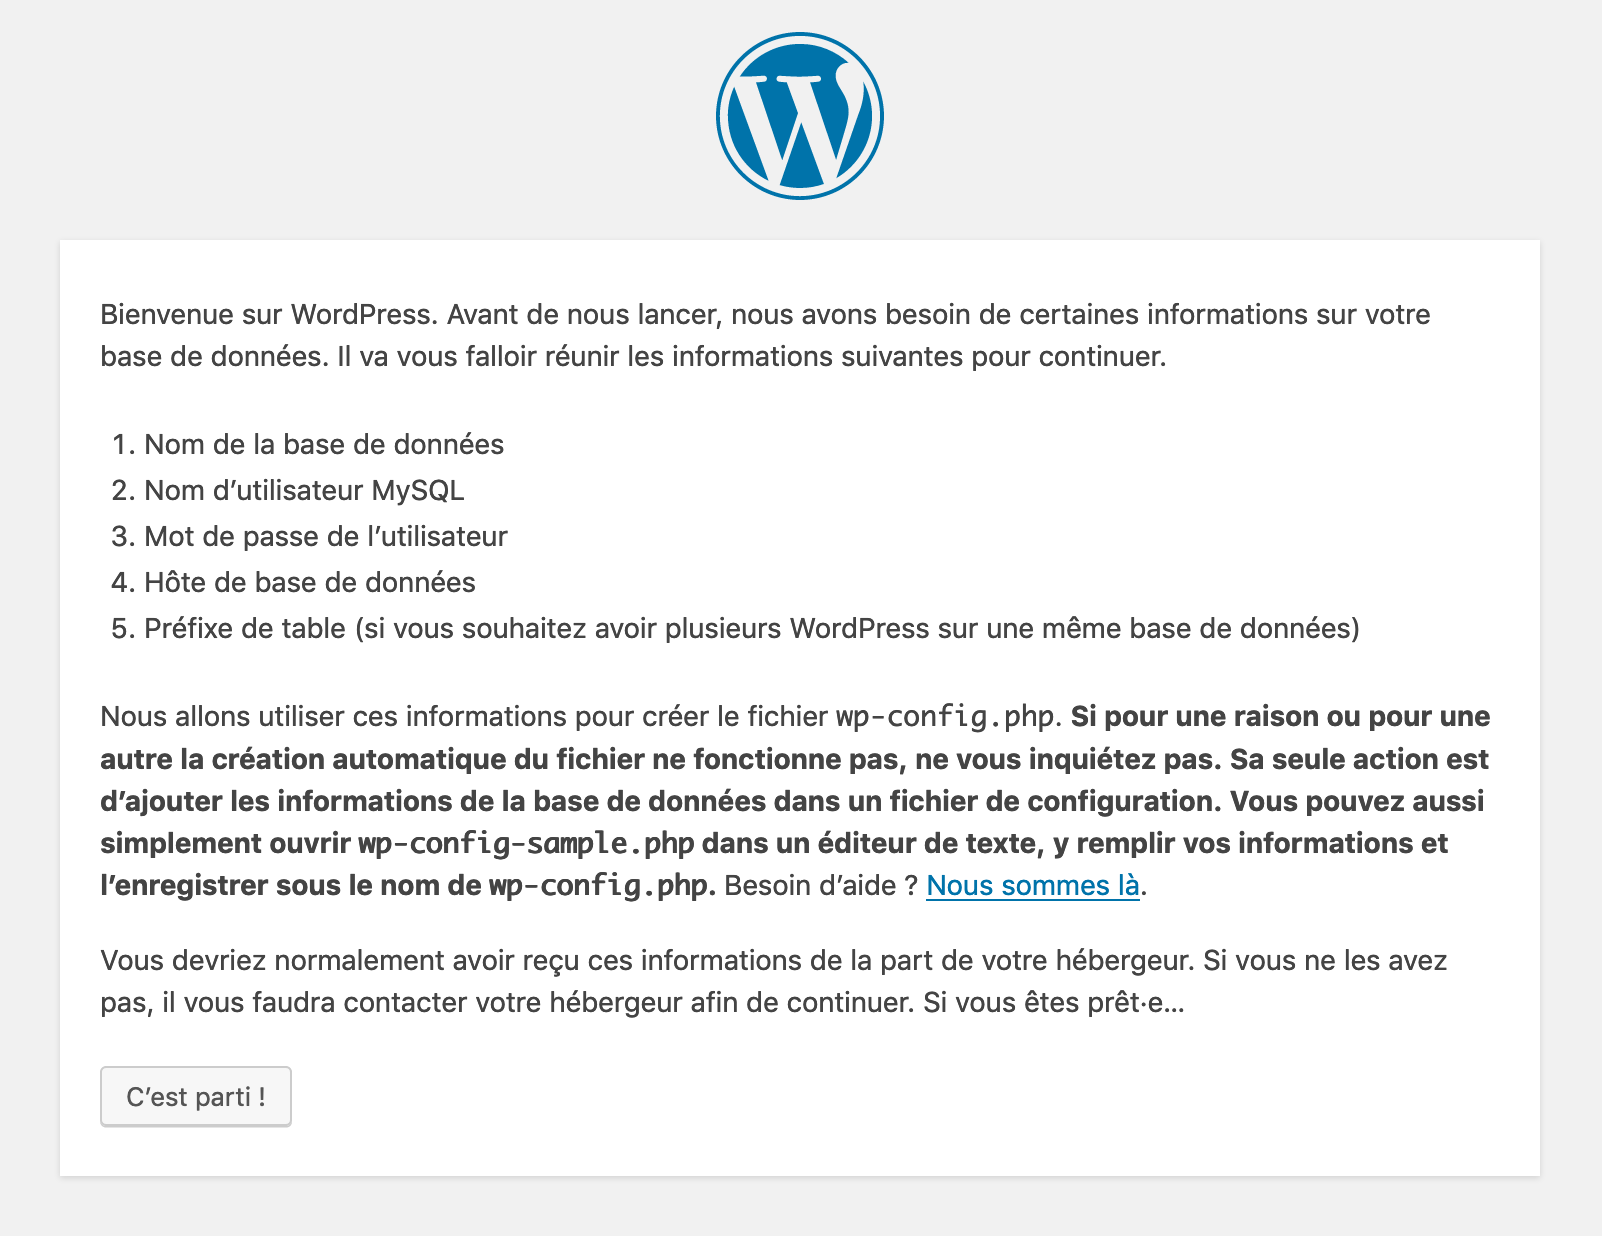 Bienvenue sur WordPress. Avant de nous lancer, nous avons besoin de certaines informations sur votre
base de données. Il va vous falloir réunir les informations suivantes pour continuer.
1. Nom de la base de données
2. Nom d’utilisateur MySQL
3. Mot de passe de l’utilisateur
4. Hôte de base de données
5. Préfixe de table (si vous souhaitez avoir plusieurs WordPress sur une même base de données)
Nous allons utiliser ces informations pour créer le fichier wp-config.php. Si pour une raison ou pour une
autre la création automatique du fichier ne fonctionne pas, ne vous inquiétez pas. Sa seule action est
d’ajouter les informations de la base de données dans un fichier de configuration. Vous pouvez aussi
simplement ouvrir wp-config-sample.php dans un éditeur de texte, y remplir vos informations et
l’enregistrer sous le nom de wp-config.php. Besoin d’aide ? Nous sommes là.
Vous devriez normalement avoir reçu ces informations de la part de votre hébergeur. Si vous ne les avez
pas, il vous faudra contacter votre hébergeur afin de continuer. Si vous êtes prêt·e…
C’est parti !